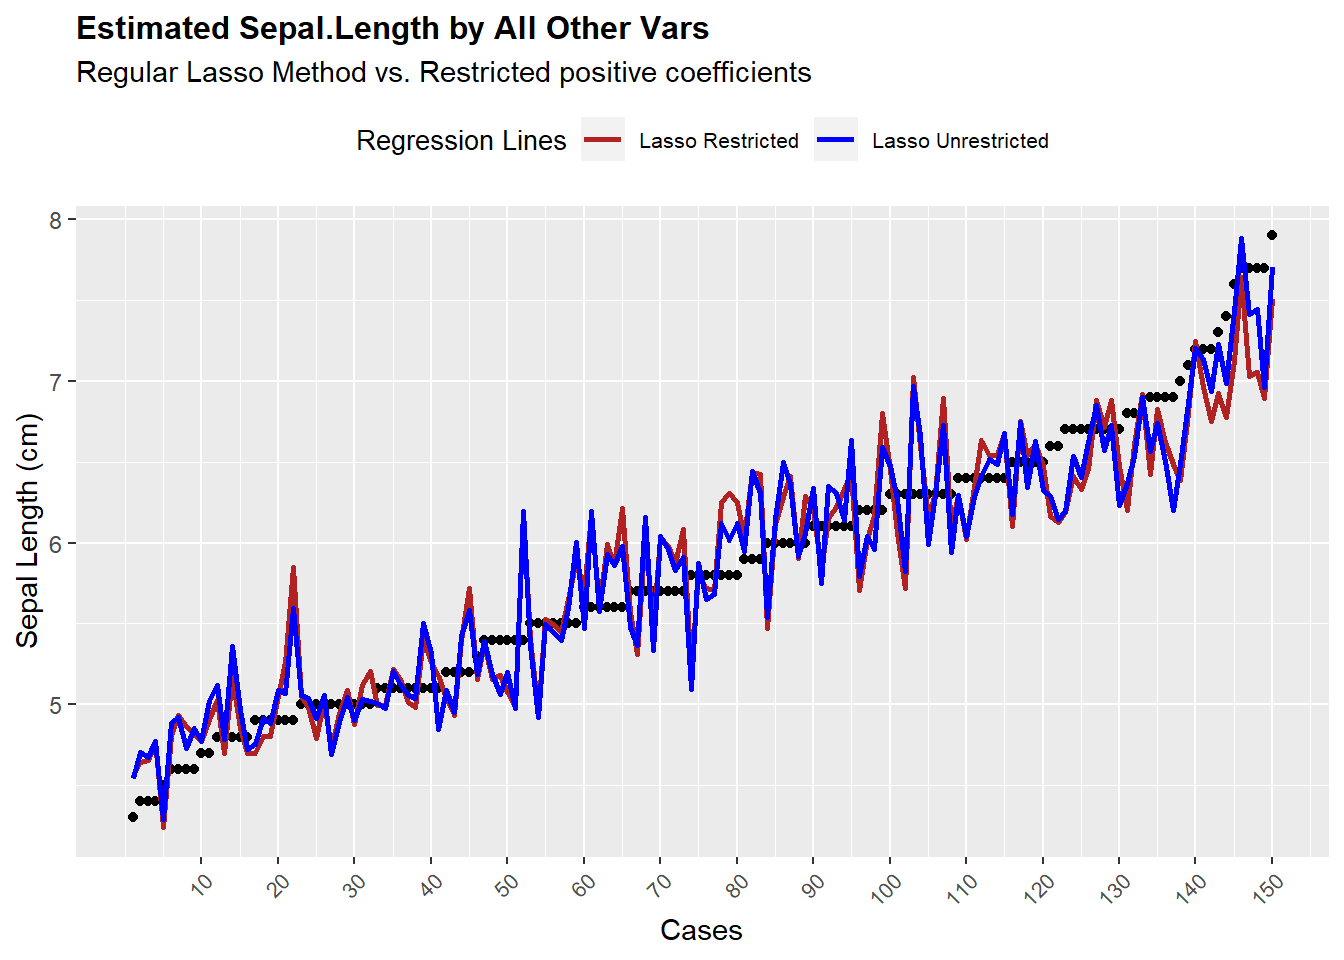 Estimated Sepal.Length by All Other Vars
Regular Lasso Method vs. Restricted positive coefficients
Regression Lines Lasso Restricted Lasso Unrestricted
8
7
6
5
Sepal Length (cm)
10 20 30 40 50 60 70 80 90 100 110 120 130 140 150
Cases